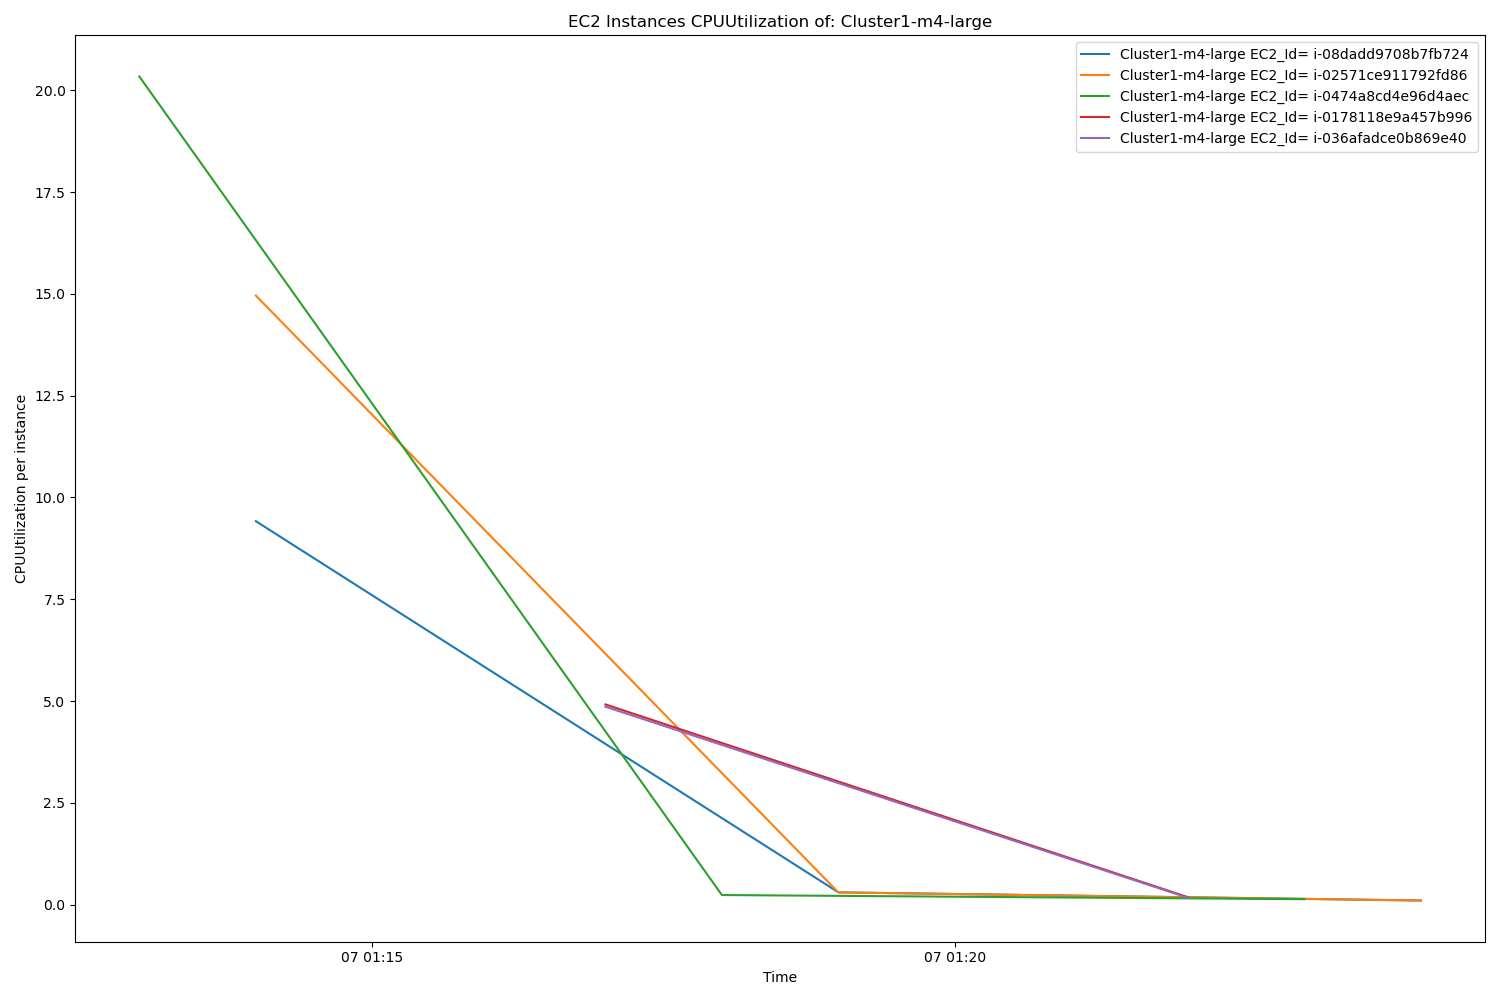 EC2 Instances CPUUtilization of: Cluster1-m4-large
Cluster1-m4-large EC2_Id= i-08dadd9708b7fb724
Cluster1-m4-large EC2_Id= i-02571ce911792fd86
Cluster1-m4-large EC2_Id= i-0474a8cd4e96d4aec
Cluster1-m4-large EC2_Id= i-0178118e9a457b996
Cluster1-m4-large EC2_Id= i-036afadce0b869e40
CPUUtilization per instance
20.0
17.5
15.0
12.5
10.0
7.5
5.0
2.5
0.0
07 01:15
07 01:20
Time